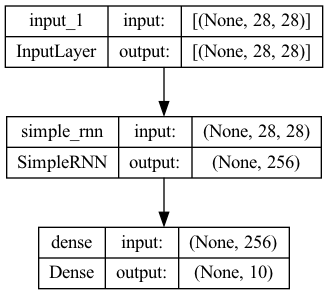 input_1 input: [(None, 28, 28)]
InputLayer output: [(None, 28, 28)]
simple_rnn input: (None, 28, 28)
SimpleRNN output: (None, 256)
dense input: (None, 256)
Dense output: (None, 10)